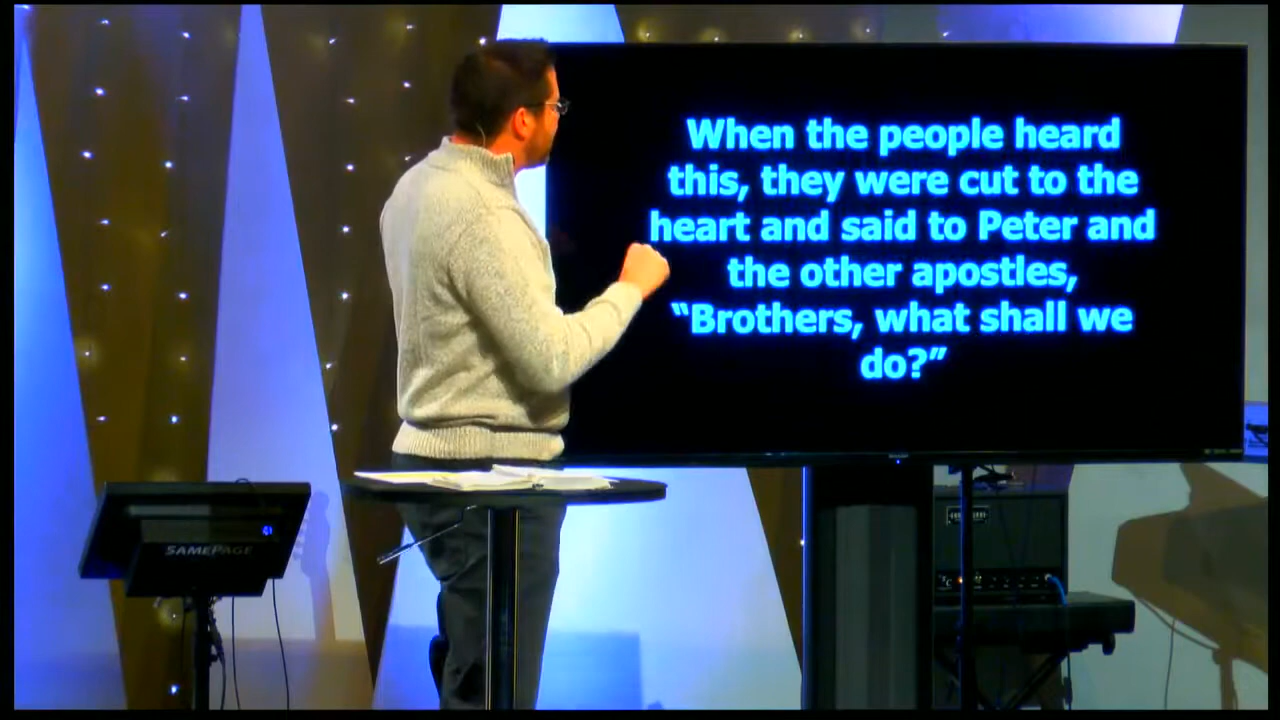 When the people heard
this, they were cut to the
heart and said to Peter and
the other apostles,
“Brothers, what shall we
do?”
SAMEPAGE